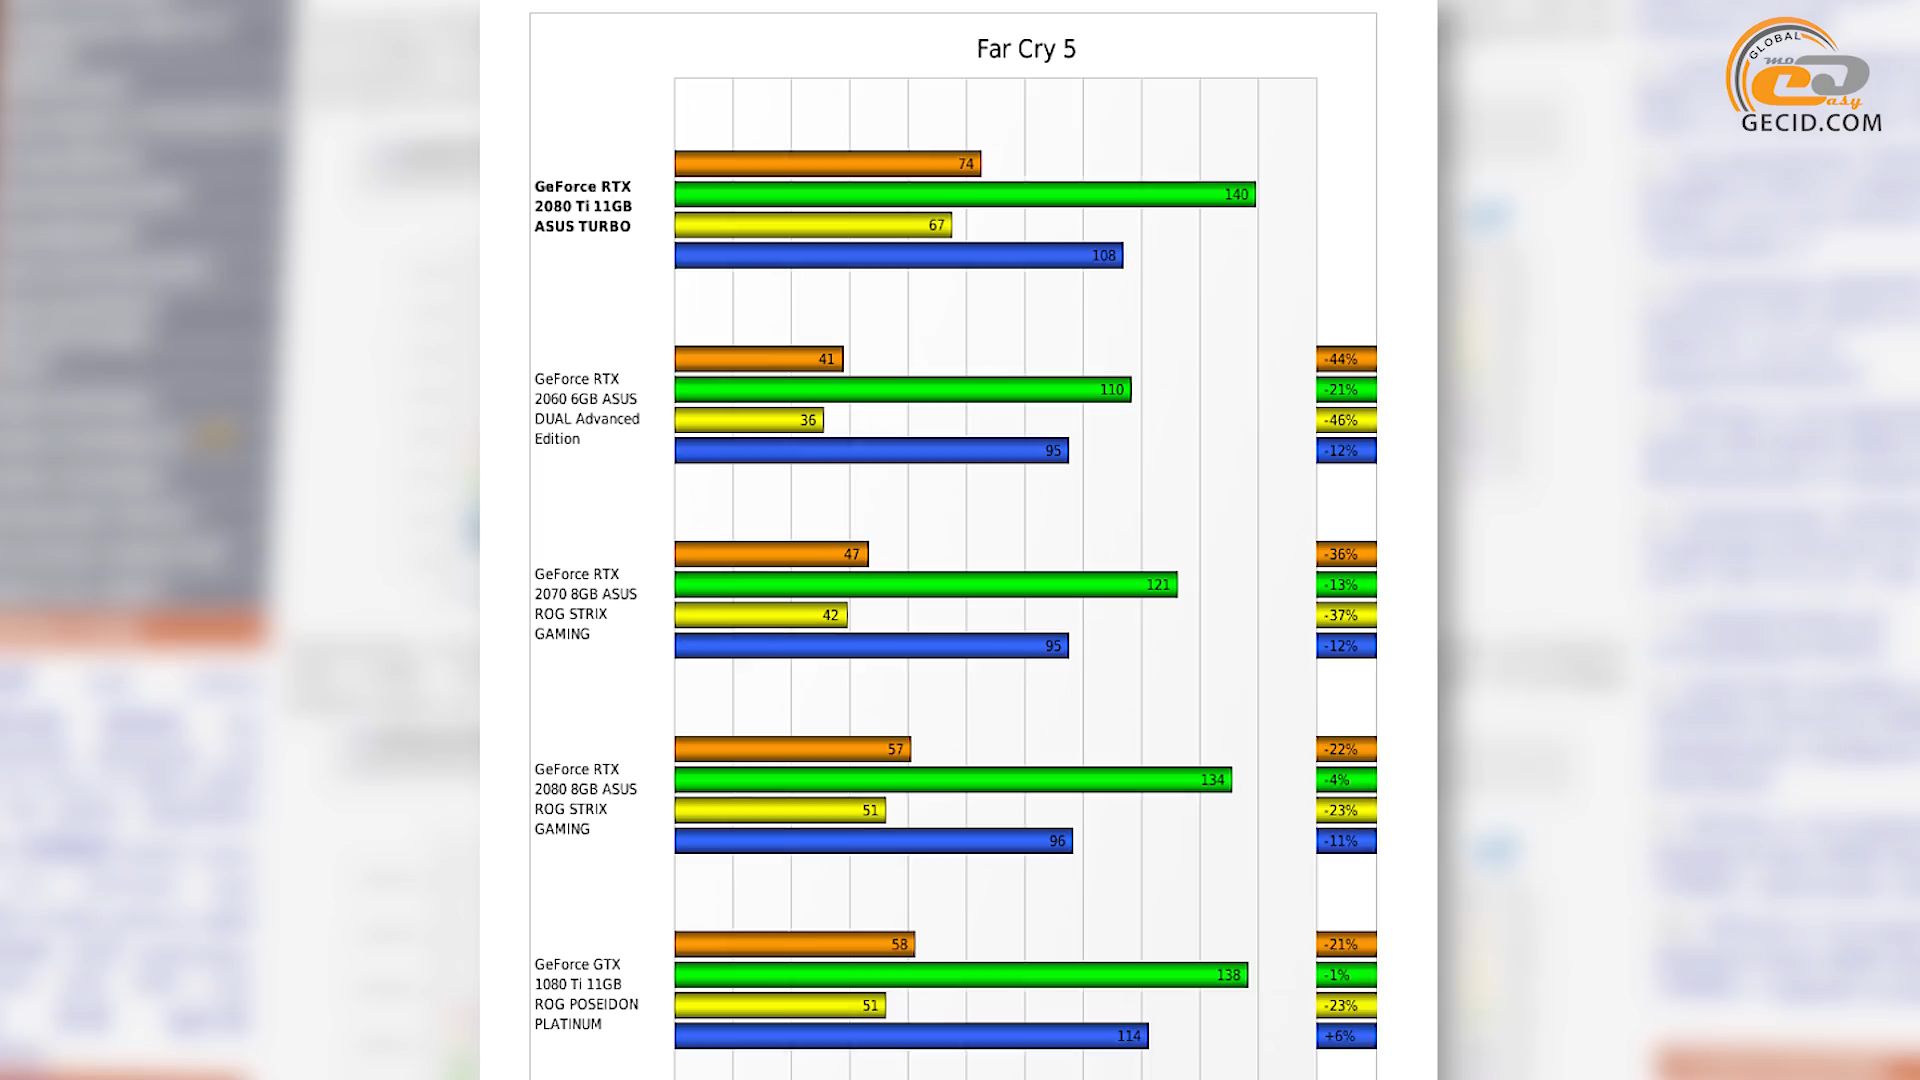 Far Cry 5
GLOBAL
mo
easy
GECID.COM
GeForce RTX
2080 Ti 11GB
ASUS TURBO
74
140
67
108
GeForce RTX
2060 6GB ASUS
DUAL Advanced
Edition
41
110
36
95
-44%
-21%
-46%
-12%
GeForce RTX
2070 8GB ASUS
ROG STRIX
GAMING
47
121
42
95
-36%
-13%
-37%
-12%
GeForce RTX
2080 8GB ASUS
ROG STRIX
GAMING
57
134
51
96
-22%
-4%
-23%
-11%
GeForce GTX
1080 Ti 11GB
ROG POSEIDON
PLATINUM
58
138
51
114
-21%
-1%
-23%
+6%